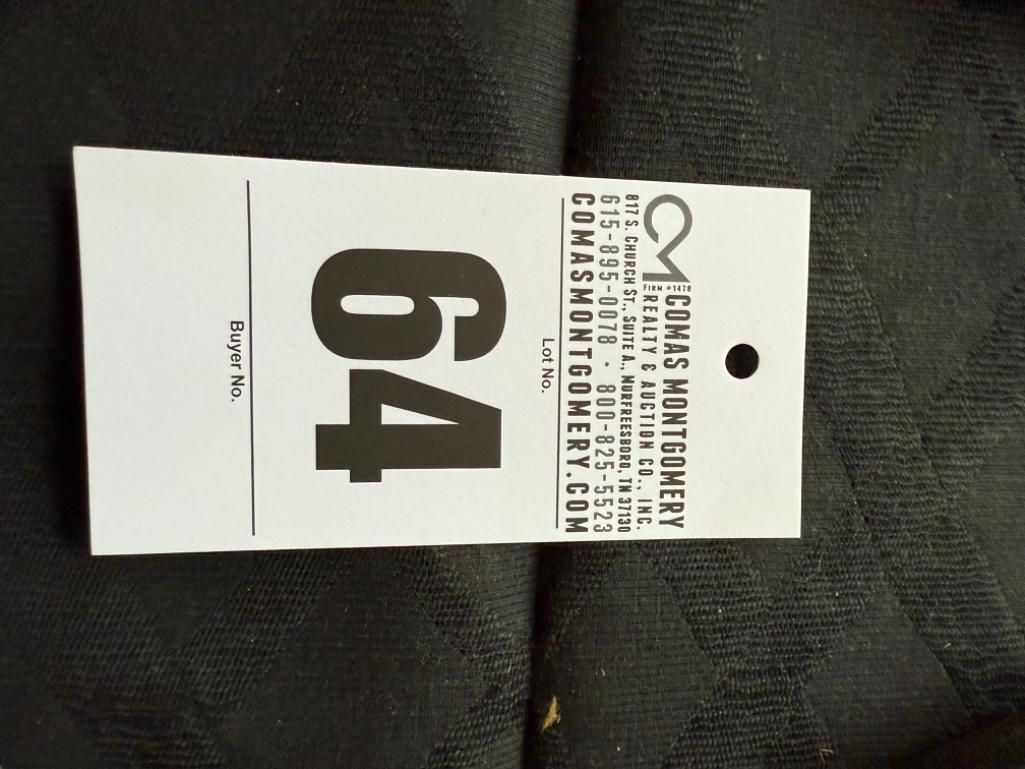 CM
FIRM #1478
COMAS MONTGOMERY
REALTY & AUCTION CO., INC.
817 S. CHURCH ST., SUITE A., MURFREESBORO, TN 37130
615-895-0078 • 800-825-5523
COMASMONTGOMERY.COM
Lot No.
64
Buyer No.